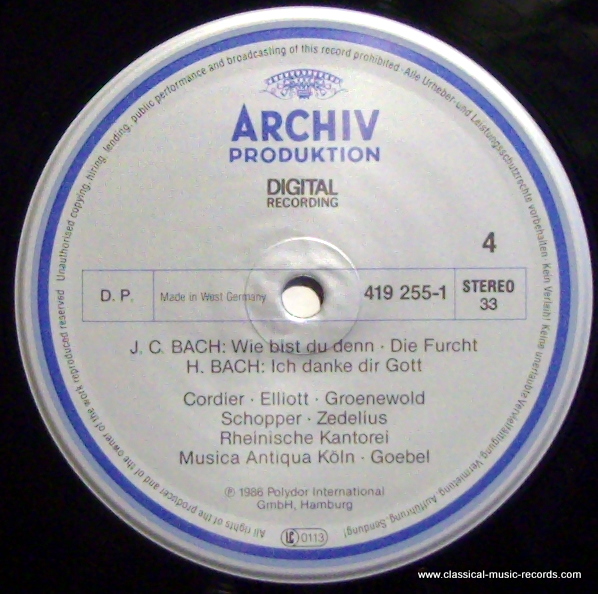 Unauthorised copying, hiring, lending, public performance and broadcasting of this record prohibited · Alle Urheber- und Leistungsschutzrechte vorbehalten · Kein Verleih! Keine unerlaubte Vervielfältigung, Vermietung, Aufführung, Sendung!
ARCHIV
PRODUKTION
DIGITAL
RECORDING
4
D. P.
Made in West Germany
419 255-1
STEREO
33
J. C. BACH: Wie bist du denn · Die Furcht
H. BACH: Ich danke dir Gott
Cordier · Elliott · Groenewold
Schopper · Zedelius
Rheinische Kantorei
Musica Antiqua Köln · Goebel
℗ 1986 Polydor International
GmbH, Hamburg
LC 0113
All rights of the producer and of the owner of the work reproduced reserved
www.classical-music-records.com